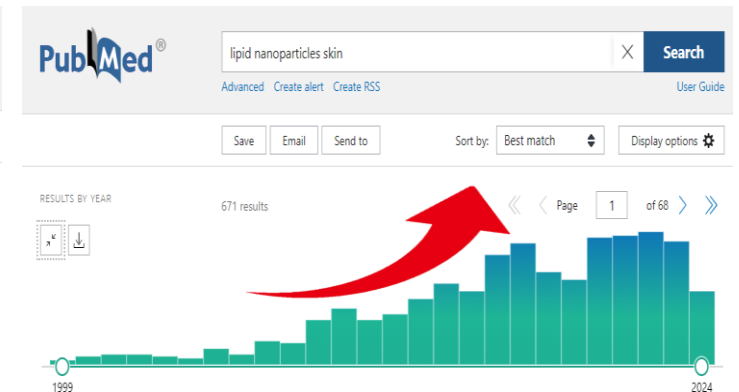 PubMed®
lipid nanoparticles skin
X
Search
Advanced Create alert Create RSS
User Guide
Save
Email
Send to
Sort by:
Best match
Display options
RESULTS BY YEAR
671 results
Page
1
of 68
1999
2024